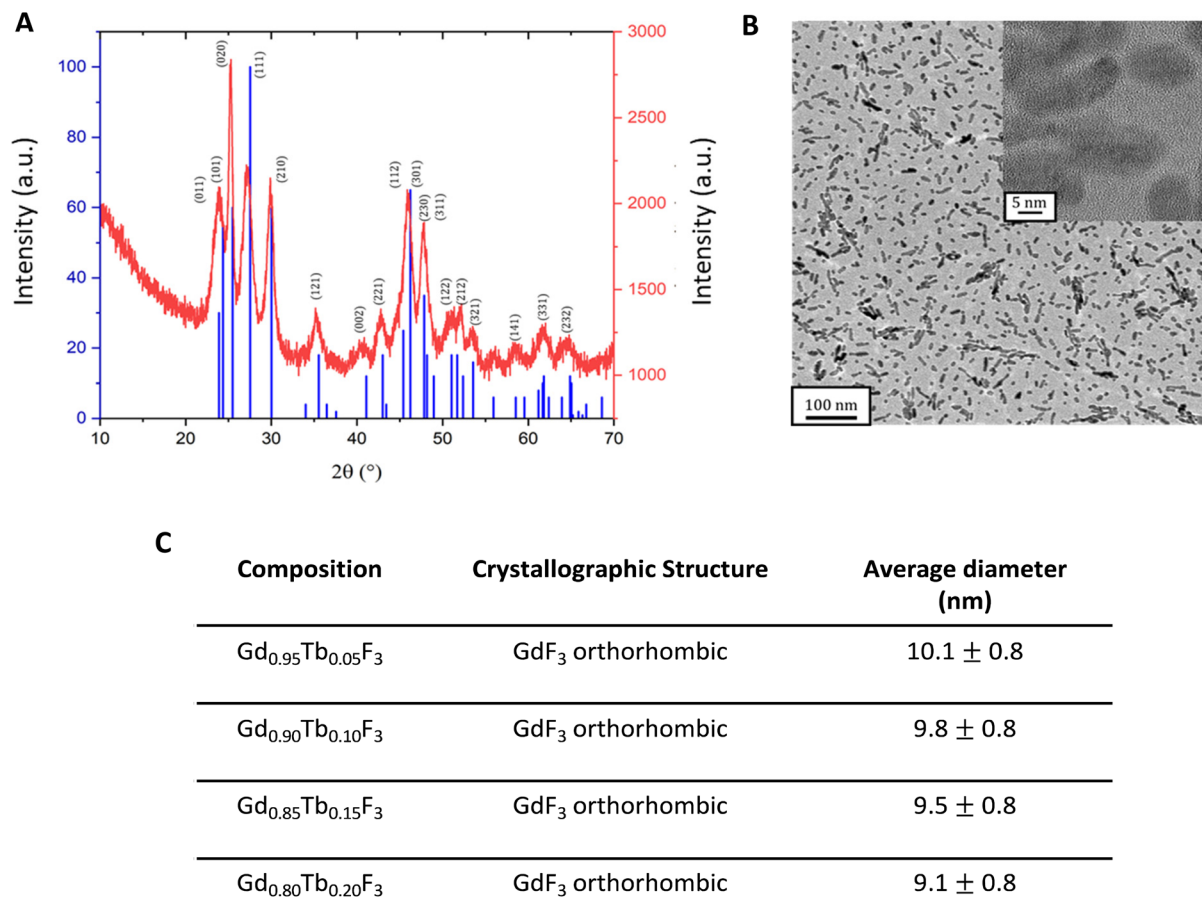 A
Intensity (a.u.)
100
80
60
40
20
0
10
20
30
40
50
60
70
2θ (°)
3000
2500
2000
1500
1000
Intensity (a.u.)
(011)
(101)
(020)
(111)
(210)
(121)
(002)
(221)
(112)
(301)
(230)
(311)
(122)
(212)
(321)
(141)
(331)
(232)
B
5 nm
100 nm
C
Composition Crystallographic Structure Average diameter
(nm)
Gd₀.₉₅Tb₀.₀₅F₃ GdF₃ orthorhombic 10.1 ± 0.8
Gd₀.₉₀Tb₀.₁₀F₃ GdF₃ orthorhombic 9.8 ± 0.8
Gd₀.₈₅Tb₀.₁₅F₃ GdF₃ orthorhombic 9.5 ± 0.8
Gd₀.₈₀Tb₀.₂₀F₃ GdF₃ orthorhombic 9.1 ± 0.8